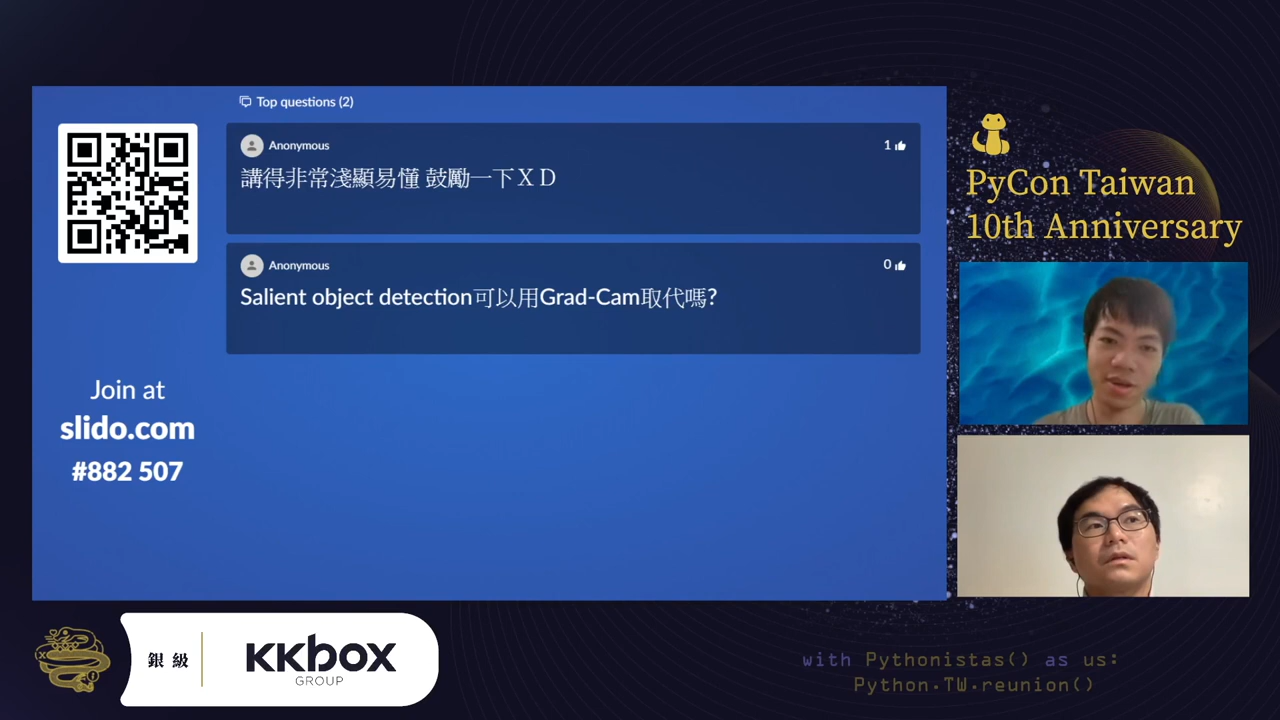 Top questions (2)
Anonymous
1
講得非常淺顯易懂 鼓勵一下ＸＤ
Anonymous
0
Salient object detection可以用Grad-Cam取代嗎?
Join at
slido.com
#882 507
PyCon Taiwan
10th Anniversary
銀級
KKBOX
GROUP
with Pythonistas() as us:
Python.TW.reunion()